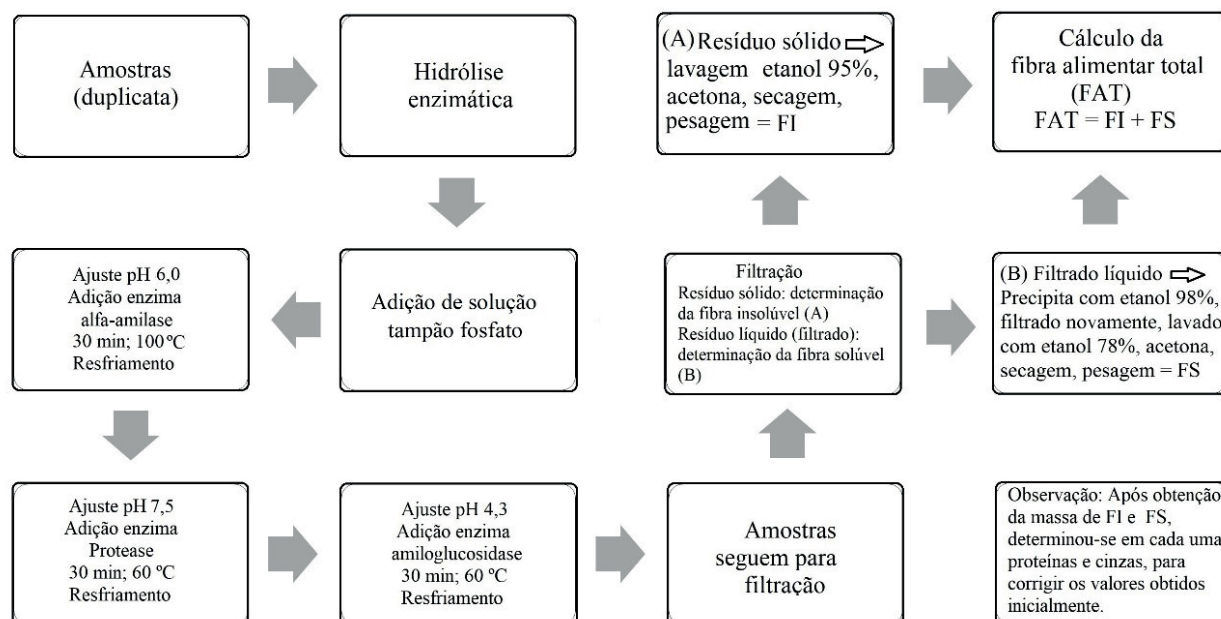 Amostras
(duplicata)
Hidrólise
enzimática
Adição de solução
tampão fosfato
Ajuste pH 6,0
Adição enzima
alfa-amilase
30 min; 100 ºC
Resfriamento
Ajuste pH 7,5
Adição enzima
Protease
30 min; 60 ºC
Resfriamento
Ajuste pH 4,3
Adição enzima
amiloglucosidase
30 min; 60 ºC
Resfriamento
Amostras
seguem para
filtração
Filtração
Resíduo sólido: determinação
da fibra insolúvel (A)
Resíduo líquido (filtrado):
determinação da fibra solúvel
(B)
(A) Resíduo sólido ⇨
lavagem etanol 95%,
acetona, secagem,
pesagem = FI
(B) Filtrado líquido ⇨
Precipita com etanol 98%,
filtrado novamente, lavado
com etanol 78%, acetona,
secagem, pesagem = FS
Cálculo da
fibra alimentar total
(FAT)
FAT = FI + FS
Observação: Após obtenção
da massa de FI e FS,
determinou-se em cada uma
proteínas e cinzas, para
corrigir os valores obtidos
inicialmente.